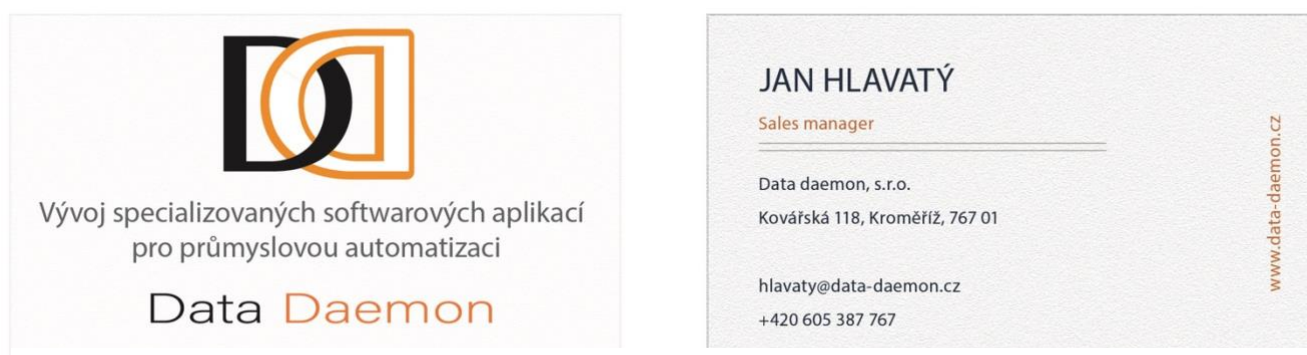 Vývoj specializovaných softwarových aplikací
pro průmyslovou automatizaci
Data Daemon
JAN HLAVATÝ
Sales manager
Data daemon, s.r.o.
Kovářská 118, Kroměříž, 767 01
hlavaty@data-daemon.cz
+420 605 387 767
www.data-daemon.cz